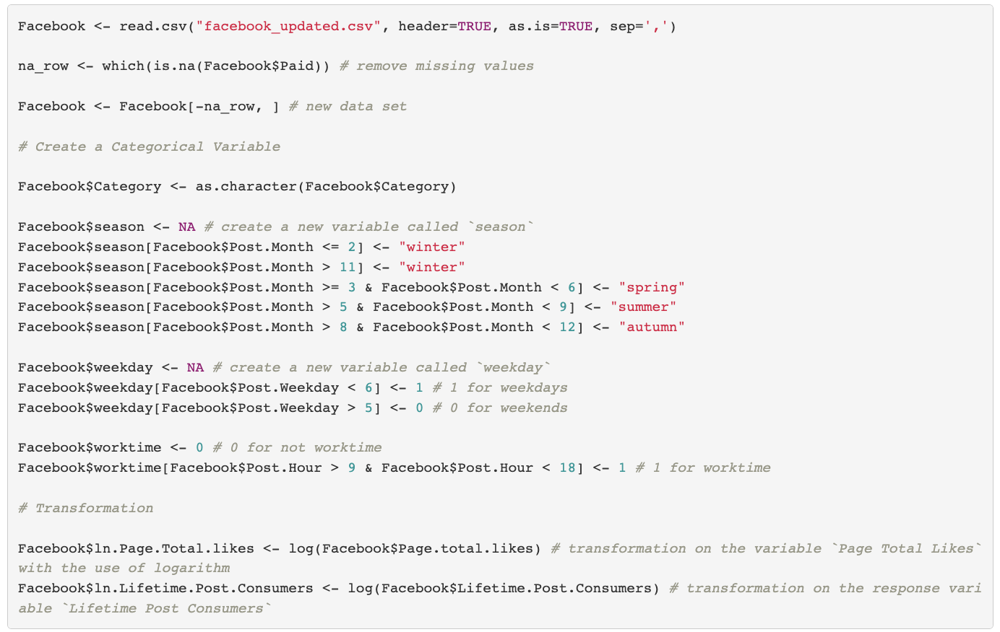 Facebook <- read.csv("facebook_updated.csv", header=TRUE, as.is=TRUE, sep=',')
na_row <- which(is.na(Facebook$Paid)) # remove missing values
Facebook <- Facebook[-na_row, ] # new data set
# Create a Categorical Variable
Facebook$Category <- as.character(Facebook$Category)
Facebook$season <- NA # create a new variable called `season`
Facebook$season[Facebook$Post.Month <= 2] <- "winter"
Facebook$season[Facebook$Post.Month > 11] <- "winter"
Facebook$season[Facebook$Post.Month >= 3 & Facebook$Post.Month < 6] <- "spring"
Facebook$season[Facebook$Post.Month > 5 & Facebook$Post.Month < 9] <- "summer"
Facebook$season[Facebook$Post.Month > 8 & Facebook$Post.Month < 12] <- "autumn"
Facebook$weekday <- NA # create a new variable called `weekday`
Facebook$weekday[Facebook$Post.Weekday < 6] <- 1 # 1 for weekdays
Facebook$weekday[Facebook$Post.Weekday > 5] <- 0 # 0 for weekends
Facebook$worktime <- 0 # 0 for not worktime
Facebook$worktime[Facebook$Post.Hour > 9 & Facebook$Post.Hour < 18] <- 1 # 1 for worktime
# Transformation
Facebook$ln.Page.Total.likes <- log(Facebook$Page.total.likes) # transformation on the variable `Page Total Likes`
with the use of logarithm
Facebook$ln.Lifetime.Post.Consumers <- log(Facebook$Lifetime.Post.Consumers) # transformation on the response vari
able `Lifetime Post Consumers`